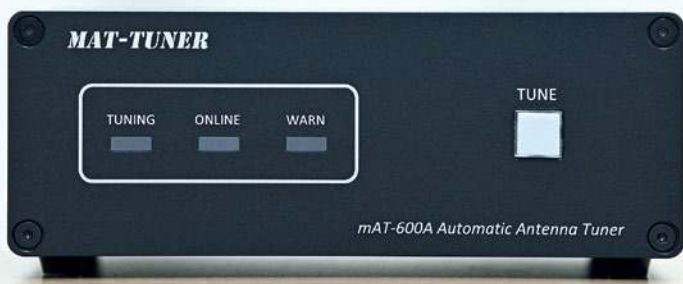 MAT-TUNER
TUNING ONLINE WARN
TUNE
mAT-600A Automatic Antenna Tuner